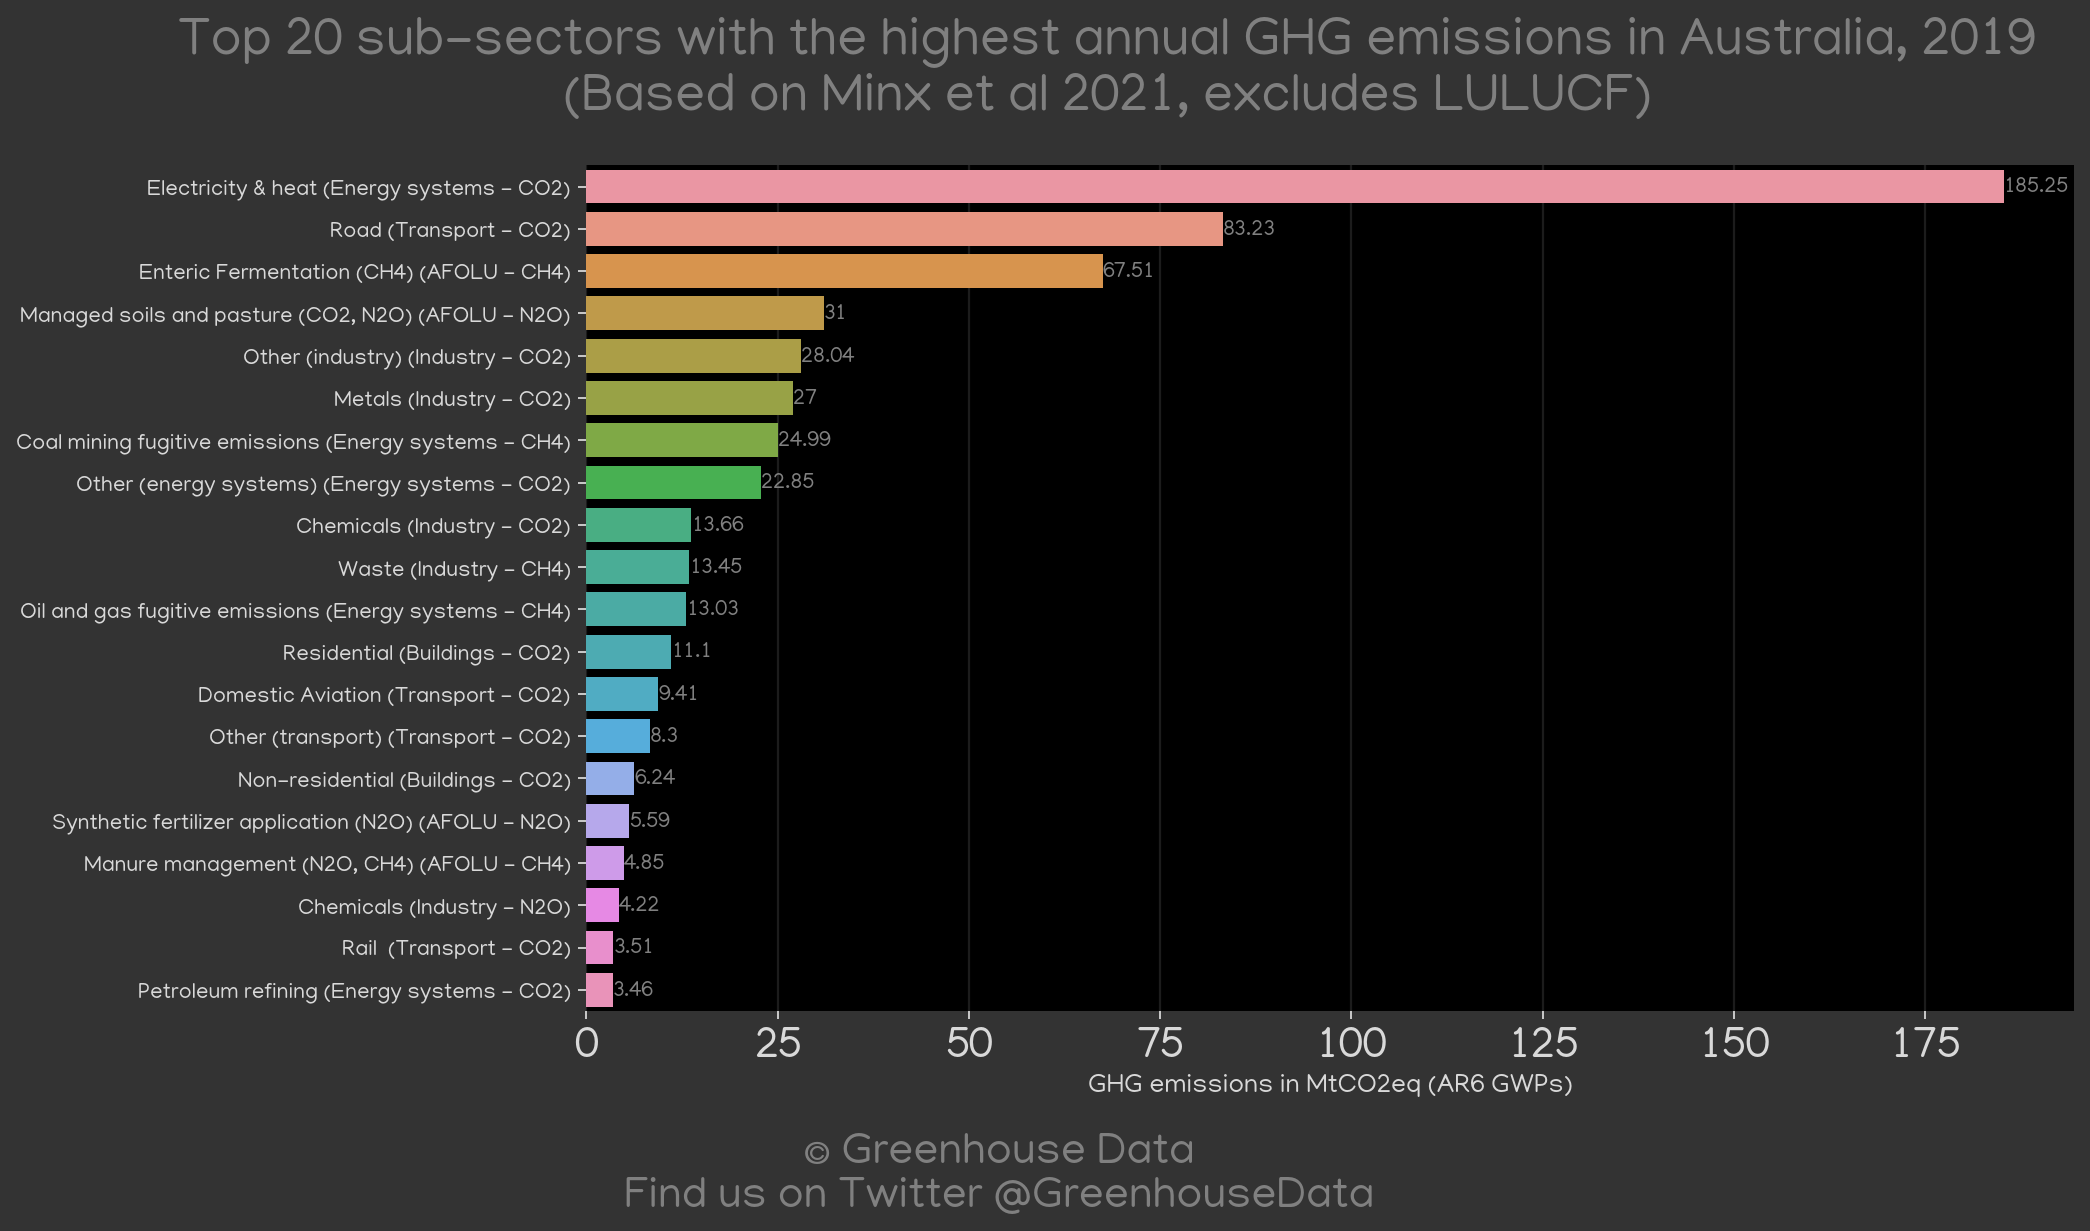 Top 20 sub-sectors with the highest annual GHG emissions in Australia, 2019
(Based on Minx et al 2021, excludes LULUCF)
Electricity & heat (Energy systems - CO2) 185.25
Road (Transport - CO2) 83.23
Enteric Fermentation (CH4) (AFOLU - CH4) 67.51
Managed soils and pasture (CO2, N2O) (AFOLU - N2O) 31
Other (industry) (Industry - CO2) 28.04
Metals (Industry - CO2) 27
Coal mining fugitive emissions (Energy systems - CH4) 24.99
Other (energy systems) (Energy systems - CO2) 22.85
Chemicals (Industry - CO2) 13.66
Waste (Industry - CH4) 13.45
Oil and gas fugitive emissions (Energy systems - CH4) 13.03
Residential (Buildings - CO2) 11.1
Domestic Aviation (Transport - CO2) 9.41
Other (transport) (Transport - CO2) 8.3
Non-residential (Buildings - CO2) 6.24
Synthetic fertilizer application (N2O) (AFOLU - N2O) 5.59
Manure management (N2O, CH4) (AFOLU - CH4) 4.85
Chemicals (Industry - N2O) 4.22
Rail  (Transport - CO2) 3.51
Petroleum refining (Energy systems - CO2) 3.46
0 25 50 75 100 125 150 175
GHG emissions in MtCO2eq (AR6 GWPs)
© Greenhouse Data
Find us on Twitter @GreenhouseData